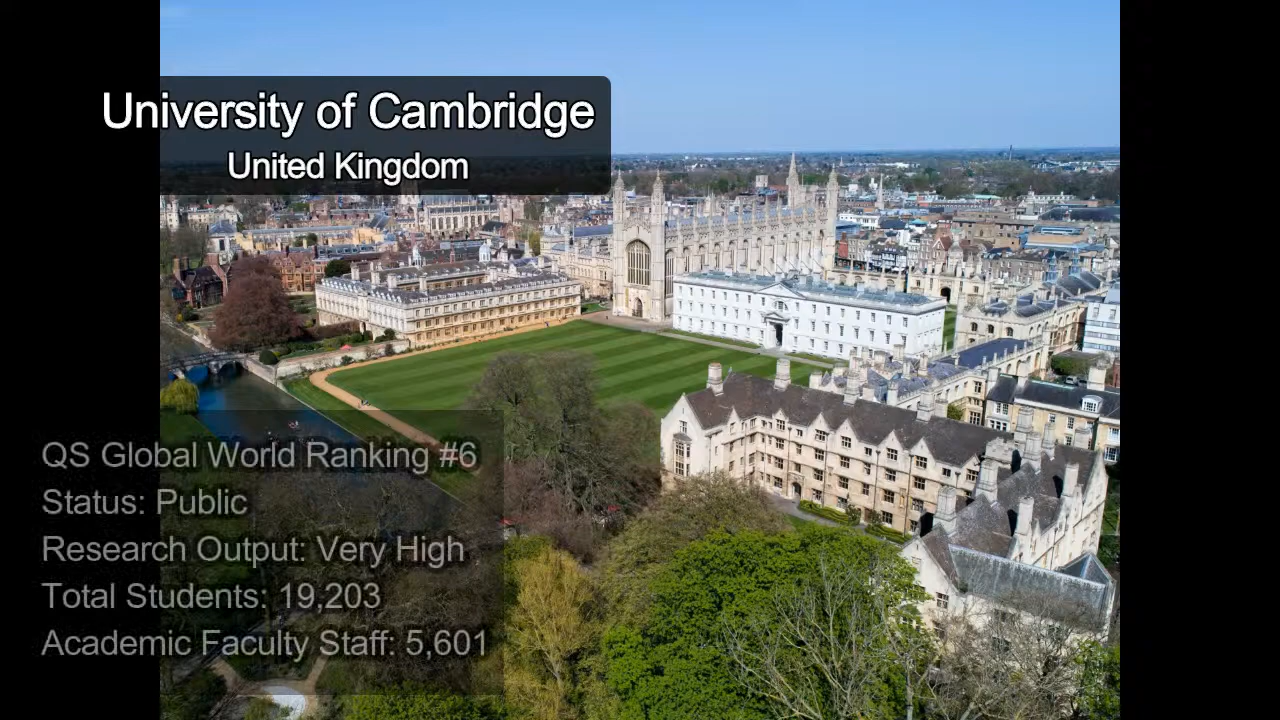 University of Cambridge
United Kingdom
QS Global World Ranking #6
Status: Public
Research Output: Very High
Total Students: 19,203
Academic Faculty Staff: 5,601